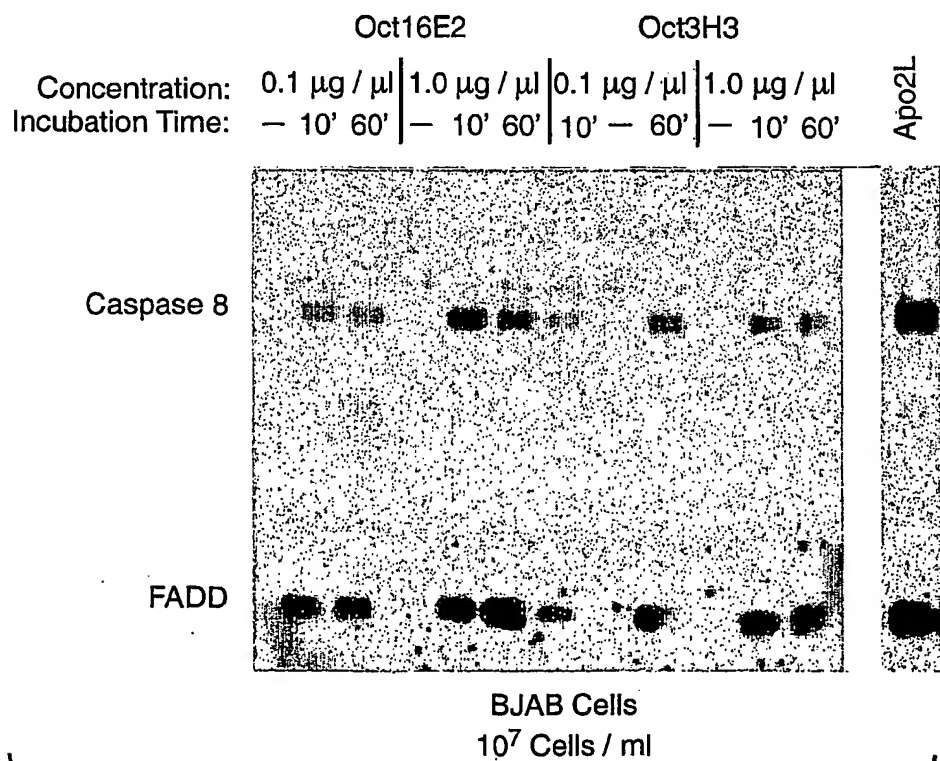 Oct16E2 Oct3H3
Apo2L
Concentration: 0.1 μg / μl 1.0 μg / μl 0.1 μg / μl 1.0 μg / μl
Incubation Time: — 10' 60' — 10' 60' 10' — 60' — 10' 60'
Caspase 8
FADD
BJAB Cells
10⁷ Cells / ml